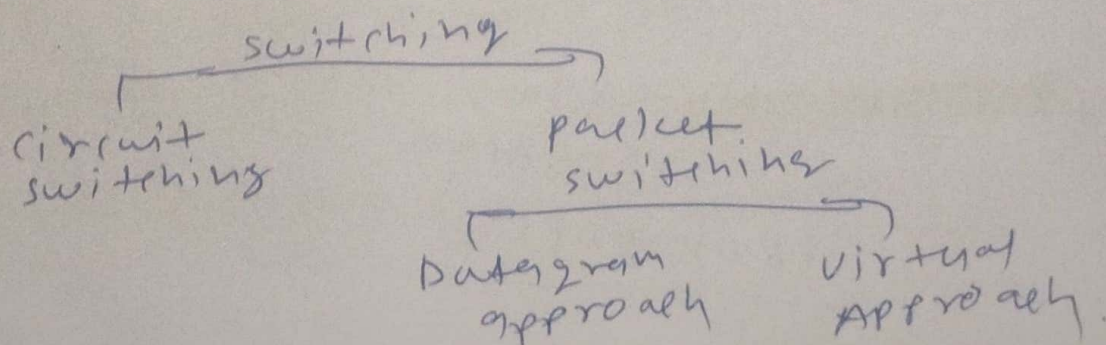 switching
circuit
switching
packet
switching
Datagram
approach
virtual
Approach.